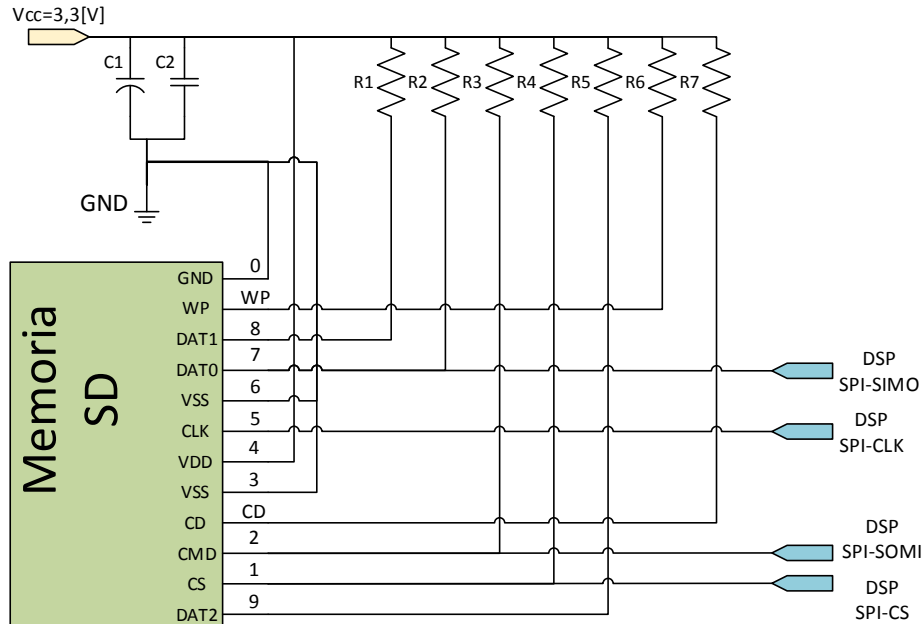 Vcc=3,3[V]
C1
C2
R1
R2
R3
R4
R5
R6
R7
GND
Memoria
SD
GND
0
WP
WP
DAT1
8
DAT0
7
VSS
6
CLK
5
VDD
4
VSS
3
CD
CD
CMD
2
CS
1
DAT2
9
DSP
SPI-SIMO
DSP
SPI-CLK
DSP
SPI-SOMI
DSP
SPI-CS